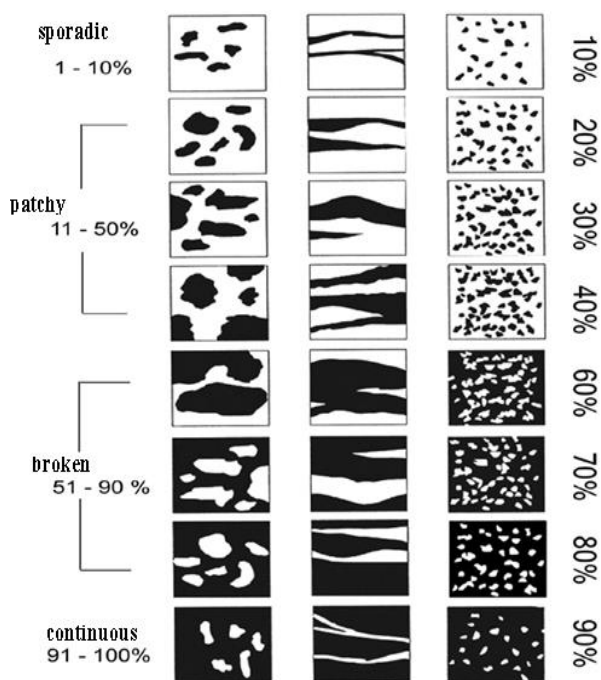 sporadic
1 - 10%
10%
20%
patchy
11 - 50%
30%
40%
60%
broken
51 - 90 %
70%
80%
continuous
91 - 100%
90%